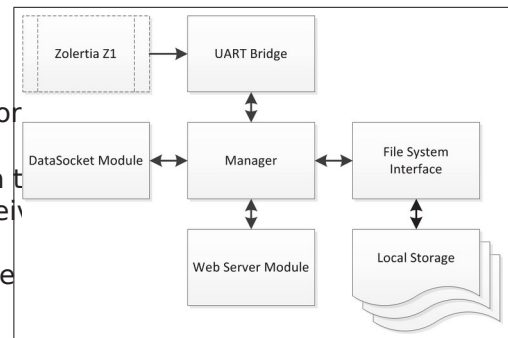 Zolertia Z1
UART Bridge
DataSocket Module
Manager
File System
Interface
Web Server Module
Local Storage